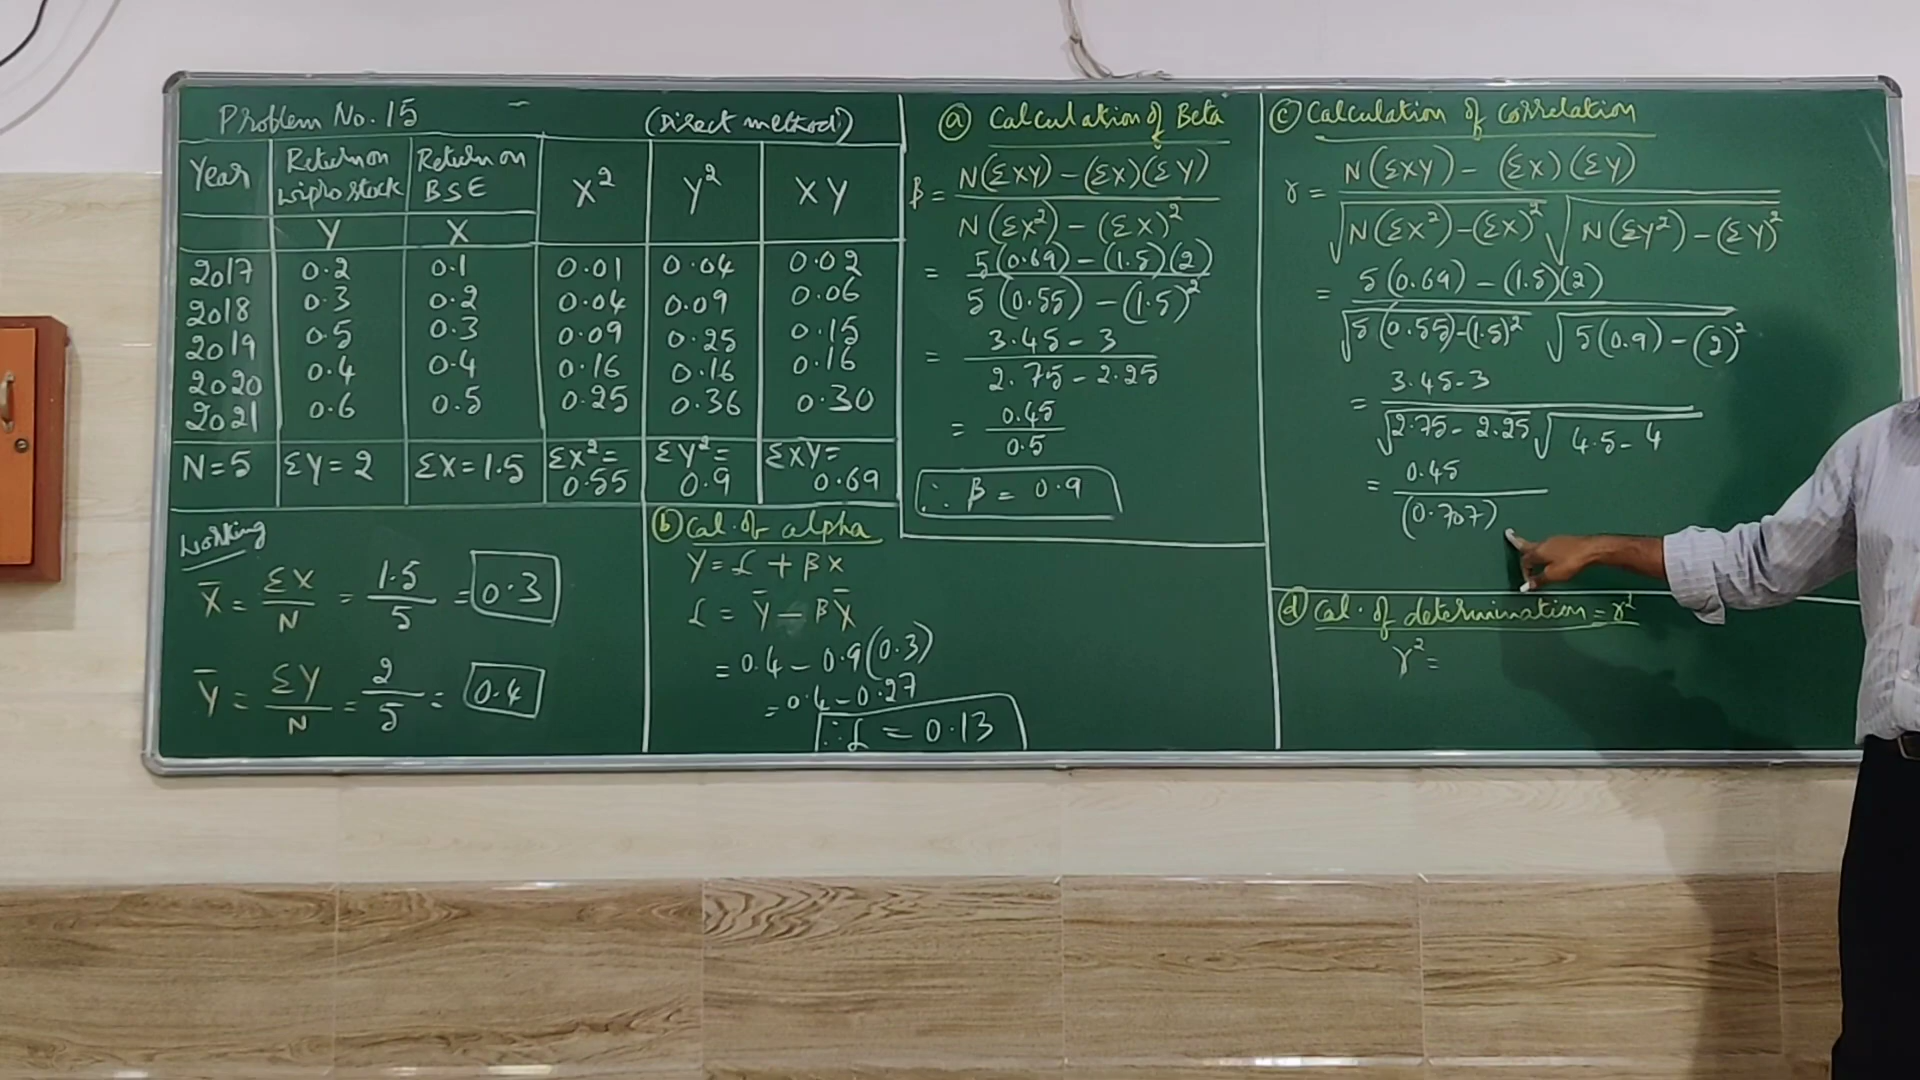 Problem No. 15 (Direct method)
Year | Return on Wipro stock | Return on BSE | X² | Y² | XY
Y | X
2017 | 0.2 | 0.1 | 0.01 | 0.04 | 0.02
2018 | 0.3 | 0.2 | 0.04 | 0.09 | 0.06
2019 | 0.5 | 0.3 | 0.09 | 0.25 | 0.15
2020 | 0.4 | 0.4 | 0.16 | 0.16 | 0.16
2021 | 0.6 | 0.5 | 0.25 | 0.36 | 0.30
N=5 | ΣY=2 | ΣX=1.5 | Σx²=0.55 | ΣY²=0.9 | ΣXY=0.69
Working
X̄ = ΣX/N = 1.5/5 = 0.3
Ȳ = ΣY/N = 2/5 = 0.4
(b) Cal. of alpha
Y = £ + βX
£ = Ȳ - βX̄
= 0.4 - 0.9(0.3)
= 0.4 - 0.27
∴ £ = 0.13
(a) Calculation of Beta
β = N(ΣXY) - (ΣX)(ΣY) / N(Σx²) - (Σx)²
= 5(0.69) - (1.5)(2) / 5(0.55) - (1.5)²
= 3.45 - 3 / 2.75 - 2.25
= 0.45 / 0.5
∴ β = 0.9
(c) Calculation of correlation
r = N(ΣXY) - (ΣX)(ΣY) / √N(Σx²)-(Σx)² √N(ΣY²)-(ΣY)²
= 5(0.69) - (1.5)(2) / √5(0.55)-(1.5)² √5(0.9)-(2)²
= 3.45-3 / √2.75-2.25 √4.5-4
= 0.45 / (0.707)
(d) Cal. of determination = r²
r² =